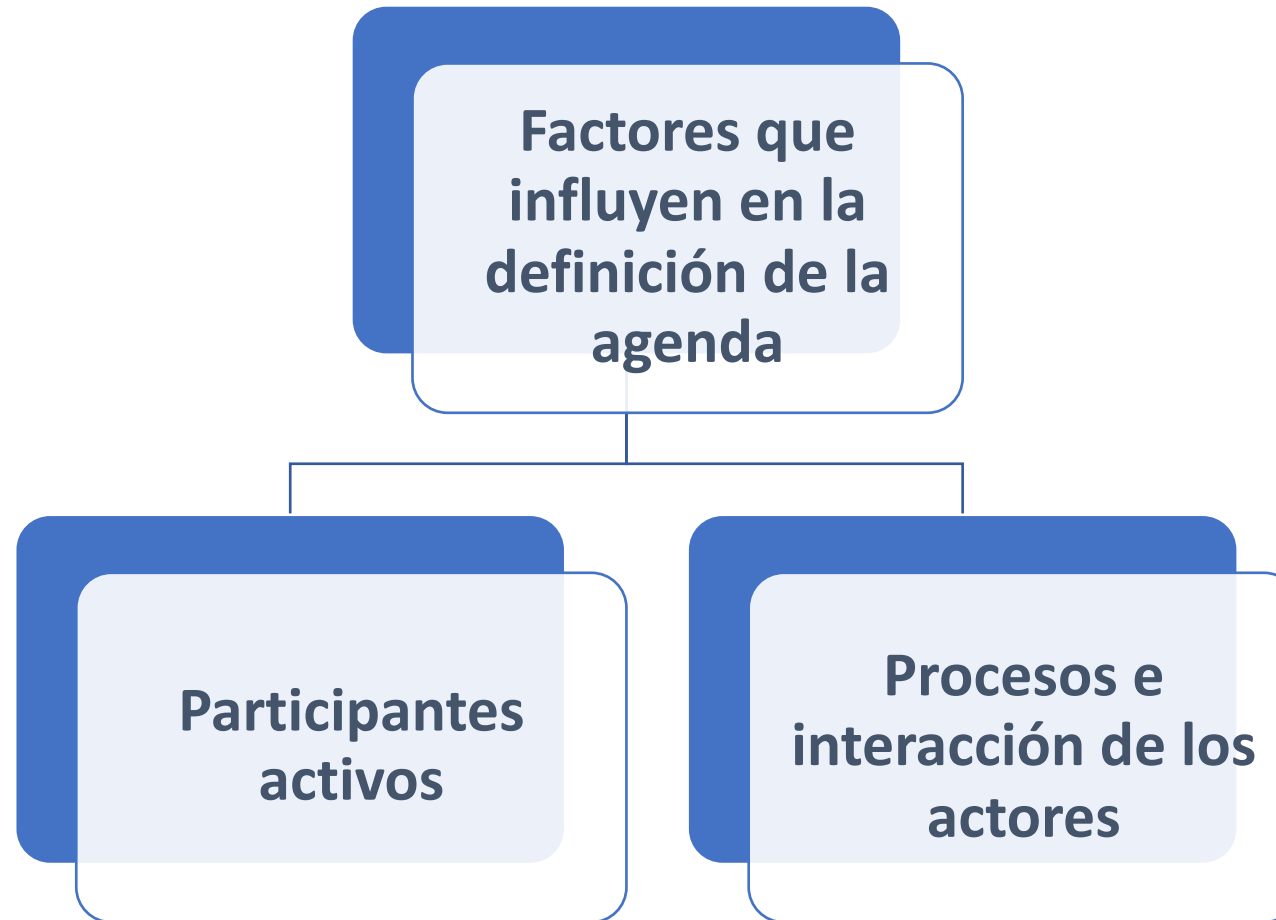 Factores que
influyen en la
definición de la
agenda
Participantes
activos
Procesos e
interacción de los
actores